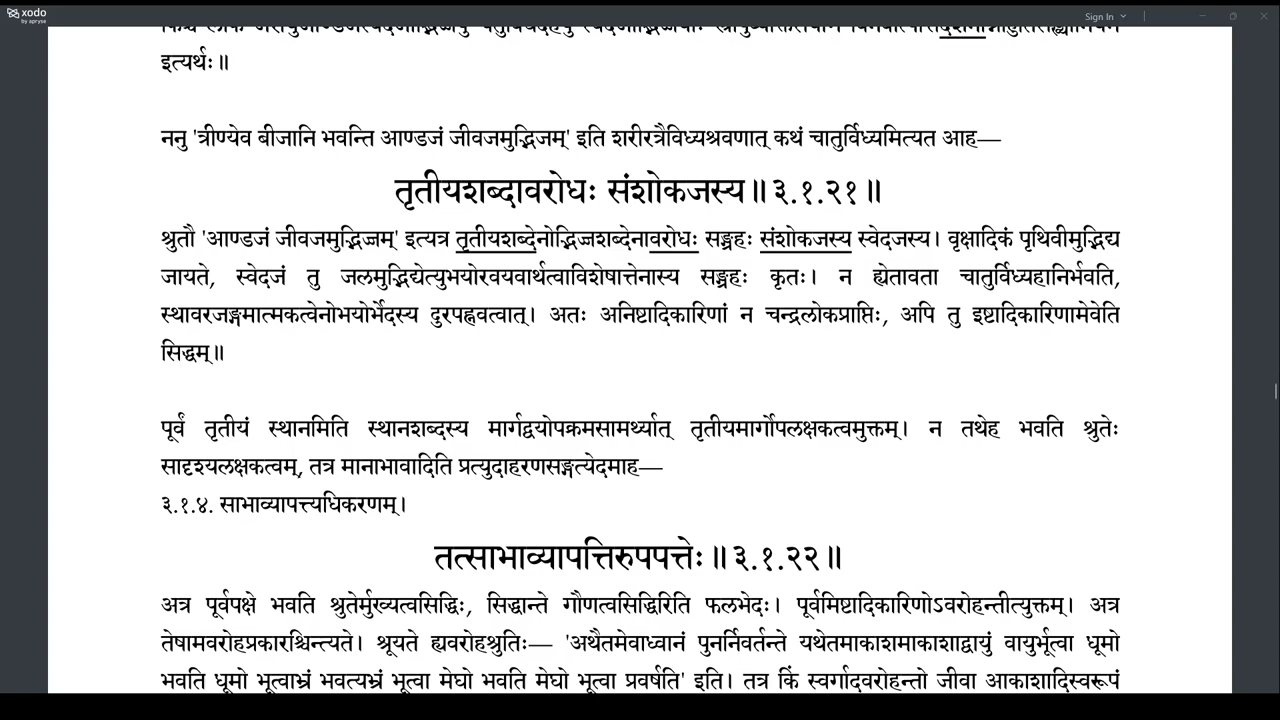 xodo
by apryse
Sign In
इत्यर्थः॥
ननु 'त्रीण्येव बीजानि भवन्ति आण्डजं जीवजमुद्भिजम्' इति शरीरत्रैविध्यश्रवणात् कथं चातुर्विध्यमित्यत आह—
तृतीयशब्दावरोधः संशोकजस्य॥३.१.२१॥
श्रुतौ 'आण्डजं जीवजमुद्भिज्जम्' इत्यत्र तृतीयशब्देनोद्भिज्जशब्देनावरोधः सङ्ग्रहः संशोकजस्य स्वेदजस्य। वृक्षादिकं पृथिवीमुद्भिद्य
जायते, स्वेदजं तु जलमुद्भिद्येत्युभयोरवयवार्थत्वाविशेषात्तेनास्य सङ्ग्रहः कृतः। न ह्येतावता चातुर्विध्यहानिर्भवति,
स्थावरजङ्गमात्मकत्वेनोभयोर्भेदस्य दुरपह्नवत्वात्। अतः अनिष्टादिकारिणां न चन्द्रलोकप्राप्तिः, अपि तु इष्टादिकारिणामेवेति
सिद्धम्॥
पूर्वं तृतीयं स्थानमिति स्थानशब्दस्य मार्गद्वयोपक्रमसामर्थ्यात् तृतीयमार्गोपलक्षकत्वमुक्तम्। न तथेह भवति श्रुतेः
सादृश्यलक्षकत्वम्, तत्र मानाभावादिति प्रत्युदाहरणसङ्गत्येदमाह—
३.१.४. साभाव्यापत्त्यधिकरणम्।
तत्साभाव्यापत्तिरुपपत्तेः॥३.१.२२॥
अत्र पूर्वपक्षे भवति श्रुतेर्मुख्यत्वसिद्धिः, सिद्धान्ते गौणत्वसिद्धिरिति फलभेदः। पूर्वमिष्टादिकारिणोऽवरोहन्तीत्युक्तम्। अत्र
तेषामवरोहप्रकारश्चिन्त्यते। श्रूयते ह्यवरोहश्रुतिः— 'अथैतमेवाध्वानं पुनर्निवर्तन्ते यथेतमाकाशमाकाशाद्वायुं वायुर्भूत्वा धूमो
भवति धूमो भूत्वाभ्रं भवत्यभ्रं भूत्वा मेघो भवति मेघो भूत्वा प्रवर्षति' इति। तत्र किं स्वर्गादवरोहन्तो जीवा आकाशादिस्वरूपं